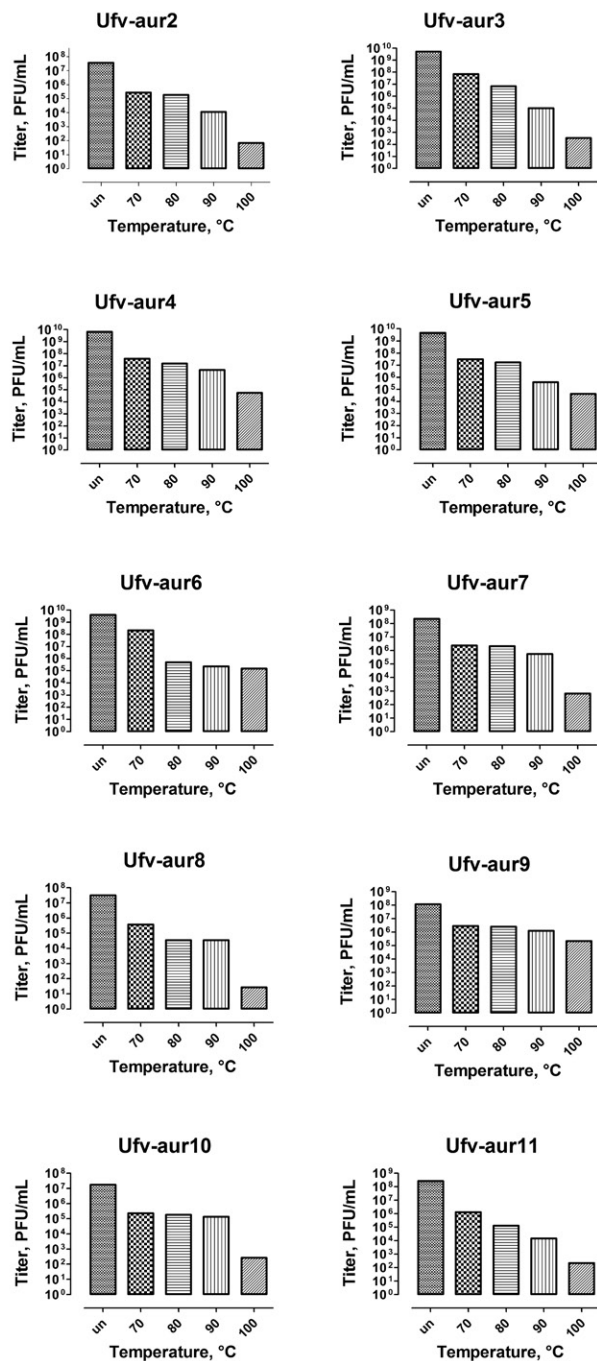 Ufv-aur2
Titer, PFU/mL
10⁸
10⁷
10⁶
10⁵
10⁴
10³
10²
10¹
10⁰
un 70 80 90 100
Temperature, °C
Ufv-aur3
Titer, PFU/mL
10¹⁰
10⁹
10⁸
10⁷
10⁶
10⁵
10⁴
10³
10²
10¹
10⁰
un 70 80 90 100
Temperature, °C
Ufv-aur4
Titer, PFU/mL
10¹⁰
10⁹
10⁸
10⁷
10⁶
10⁵
10⁴
10³
10²
10¹
10⁰
un 70 80 90 100
Temperature, °C
Ufv-aur5
Titer, PFU/mL
10¹⁰
10⁹
10⁸
10⁷
10⁶
10⁵
10⁴
10³
10²
10¹
10⁰
un 70 80 90 100
Temperature, °C
Ufv-aur6
Titer, PFU/mL
10¹⁰
10⁹
10⁸
10⁷
10⁶
10⁵
10⁴
10³
10²
10¹
10⁰
un 70 80 90 100
Temperature, °C
Ufv-aur7
Titer, PFU/mL
10⁹
10⁸
10⁷
10⁶
10⁵
10⁴
10³
10²
10¹
10⁰
un 70 80 90 100
Temperature, °C
Ufv-aur8
Titer, PFU/mL
10⁸
10⁷
10⁶
10⁵
10⁴
10³
10²
10¹
10⁰
un 70 80 90 100
Temperature, °C
Ufv-aur9
Titer, PFU/mL
10⁹
10⁸
10⁷
10⁶
10⁵
10⁴
10³
10²
10¹
10⁰
un 70 80 90 100
Temperature, °C
Ufv-aur10
Titer, PFU/mL
10⁸
10⁷
10⁶
10⁵
10⁴
10³
10²
10¹
10⁰
un 70 80 90 100
Temperature, °C
Ufv-aur11
Titer, PFU/mL
10⁹
10⁸
10⁷
10⁶
10⁵
10⁴
10³
10²
10¹
10⁰
un 70 80 90 100
Temperature, °C